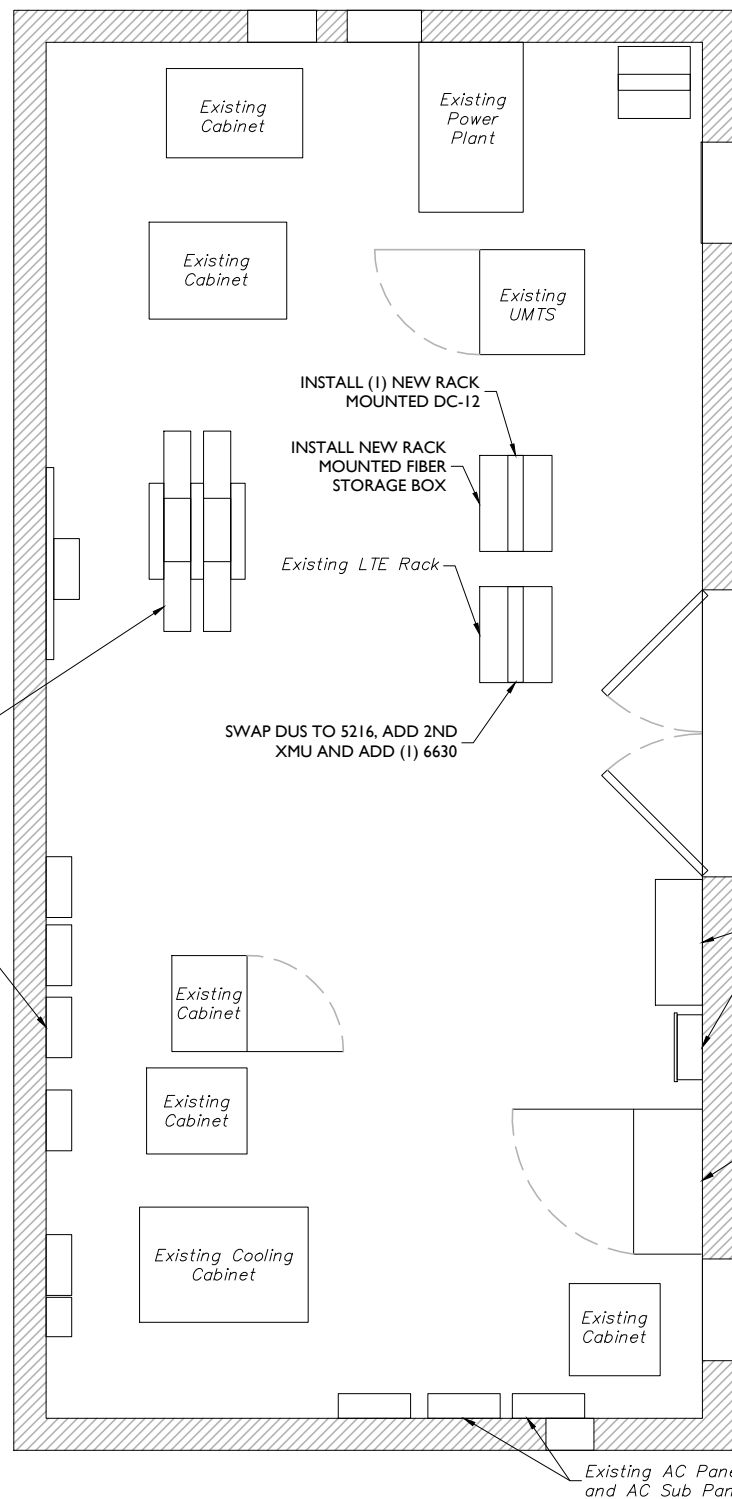 Existing
Cabinet
Existing
Power
Plant
Existing
Cabinet
Existing
UMTS
INSTALL (1) NEW RACK
MOUNTED DC-12
INSTALL NEW RACK
MOUNTED FIBER
STORAGE BOX
Existing LTE Rack
SWAP DUS TO 5216, ADD 2ND
XMU AND ADD (1) 6630
Existing
Cabinet
Existing
Cabinet
Existing Cooling
Cabinet
Existing
Cabinet
Existing AC
and AC Sub